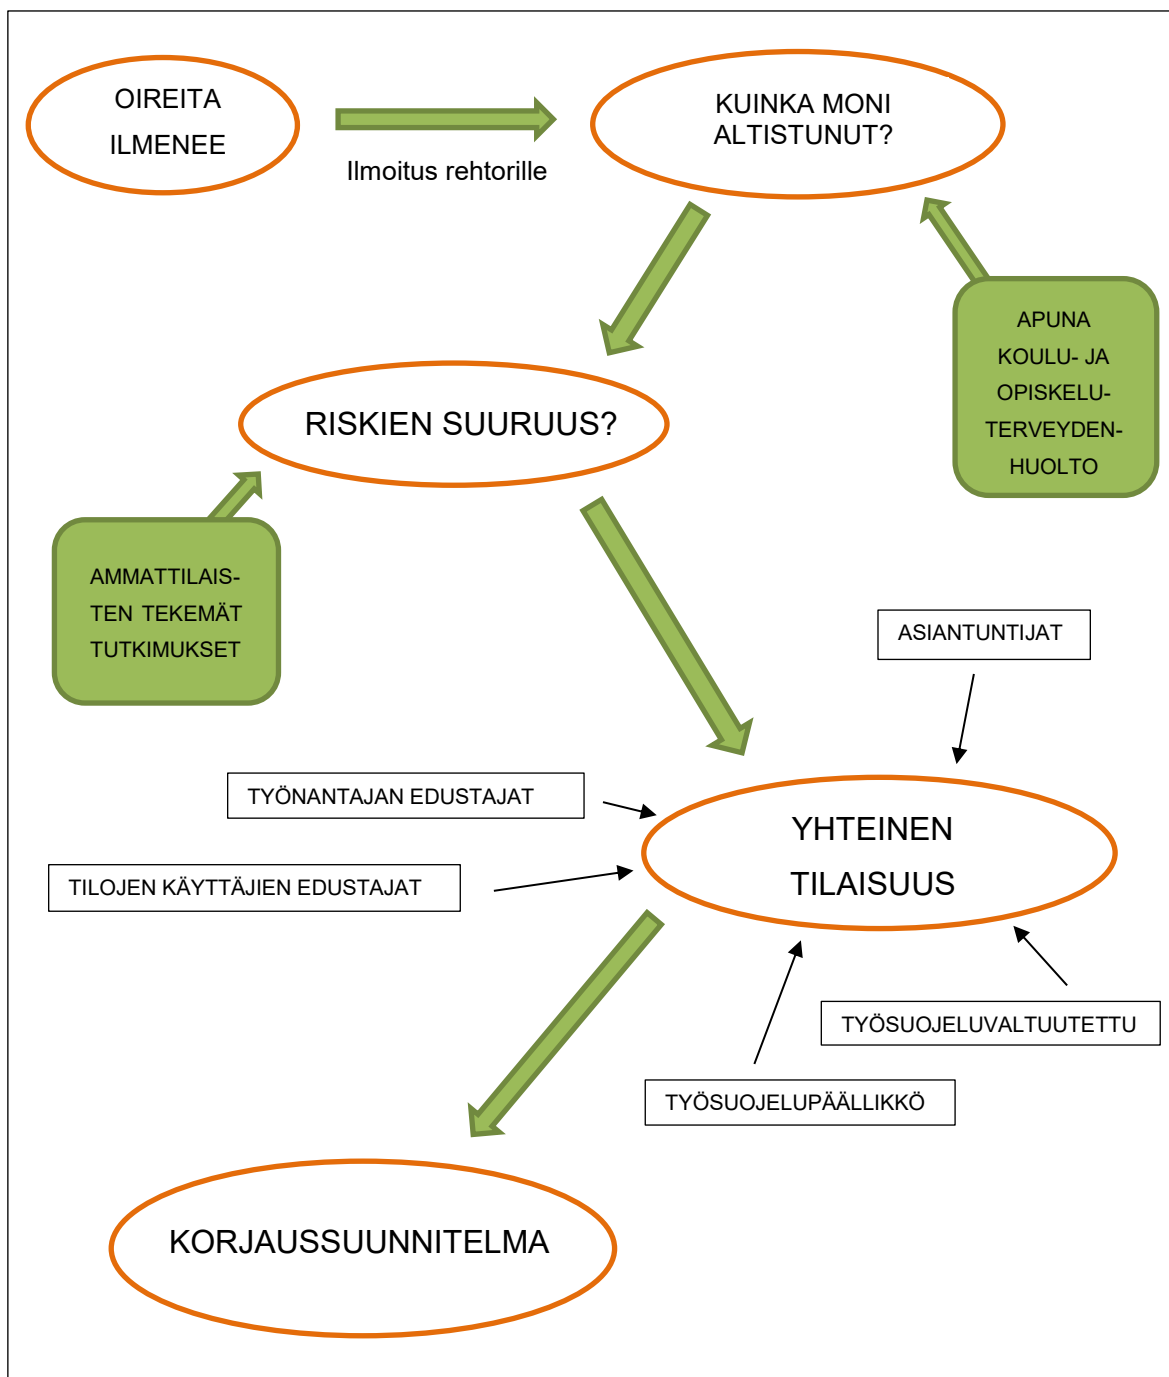 OIREITA
ILMENEE
Ilmoitus rehtorille
KUINKA MONI
ALTISTUNUT?
APUNA
KOULU- JA
OPISKELU-
TERVEYDEN-
HUOLTO
RISKIEN SUURUUS?
AMMATTILAIS-
TEN TEKEMÄT
TUTKIMUKSET
ASIANTUNTIJAT
TYÖNANTAJAN EDUSTAJAT
YHTEINEN
TILAISUUS
TILOJEN KÄYTTÄJIEN EDUSTAJAT
TYÖSUOJELUVALTUUTETTU
TYÖSUOJELUPÄÄLLIKKÖ
KORJAUSSUUNNITELMA